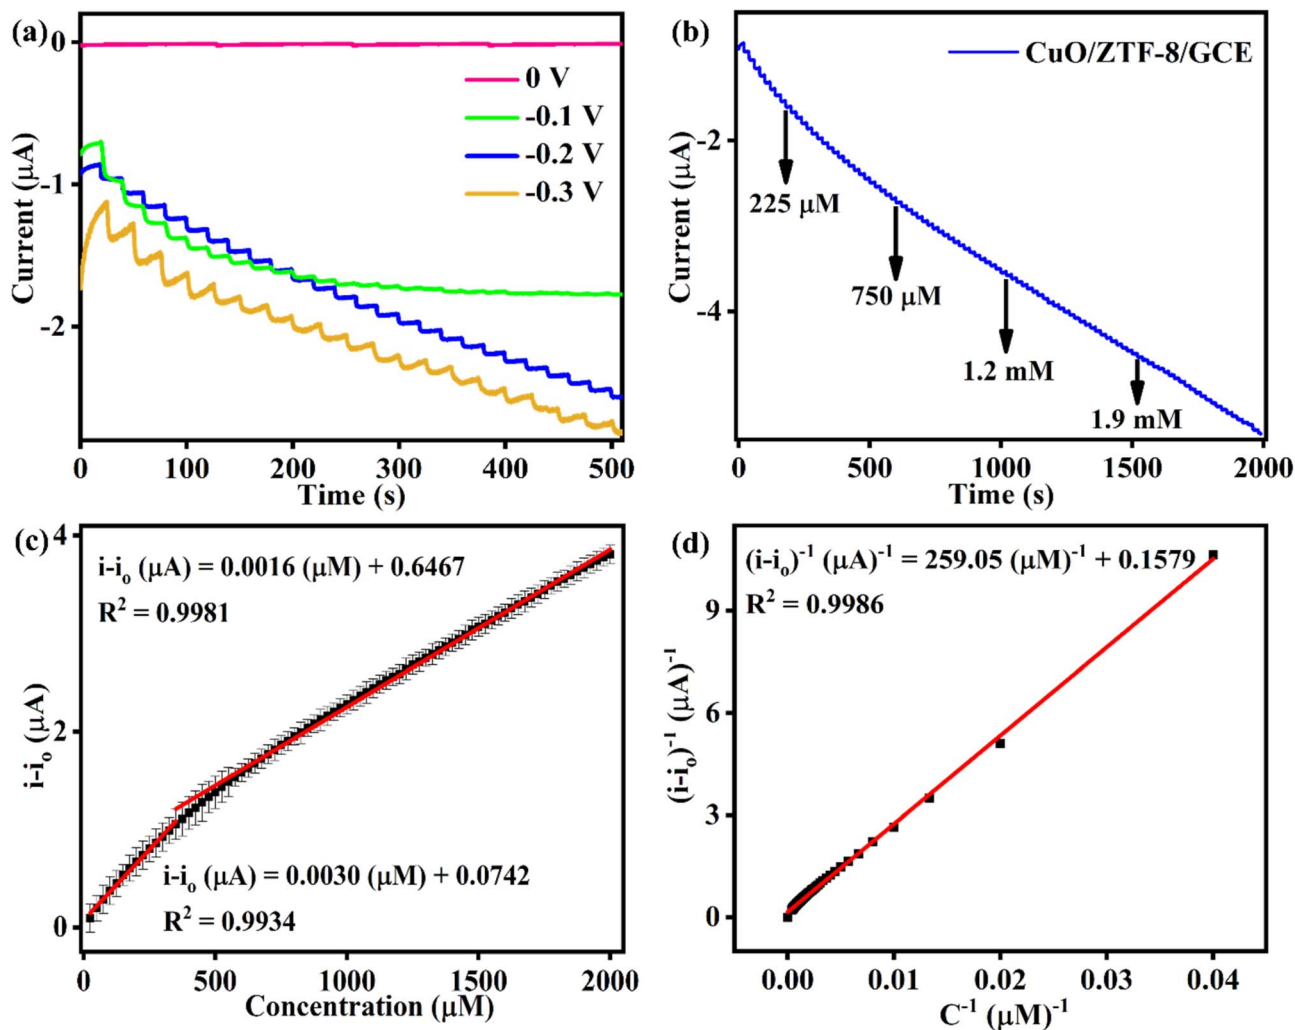 (a)
0
-1
-2
Current (μA)
0 V
-0.1 V
-0.2 V
-0.3 V
0 100 200 300 400 500
Time (s)
(b)
CuO/ZTF-8/GCE
-2
-4
Current (μA)
225 μM
750 μM
1.2 mM
1.9 mM
0 500 1000 1500 2000
Time (s)
(c)
4
2
0
i-i₀ (μA)
i-i₀ (μA) = 0.0016 (μM) + 0.6467
R² = 0.9981
i-i₀ (μA) = 0.0030 (μM) + 0.0742
R² = 0.9934
0 500 1000 1500 2000
Concentration (μM)
(d)
9
6
3
0
(i-i₀)⁻¹ (μA)⁻¹
(i-i₀)⁻¹ (μA)⁻¹ = 259.05 (μM)⁻¹ + 0.1579
R² = 0.9986
0.00 0.01 0.02 0.03 0.04
C⁻¹ (μM)⁻¹